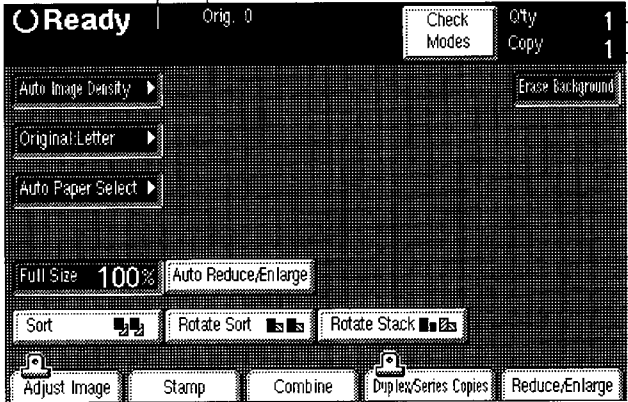 Ready Orig. 0 Check Modes Q'ty 1
Copy 1
Auto Image Density Erase Background
Original:Letter
Auto Paper Select
Full Size 100% Auto Reduce/Enlarge
Sort Rotate Sort Rotate Stack
Adjust Image Stamp Combine Duplex/Series Copies Reduce/Enlarge